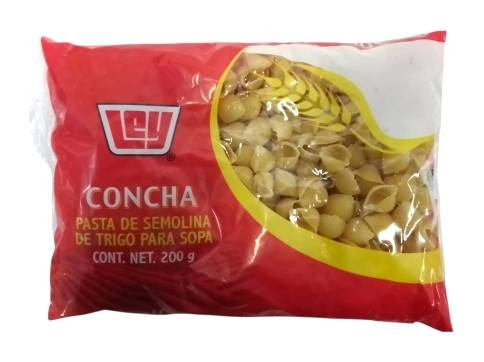 Ley
®
CONCHA
PASTA DE SEMOLINA
DE TRIGO PARA SOPA
CONT. NET. 200 g